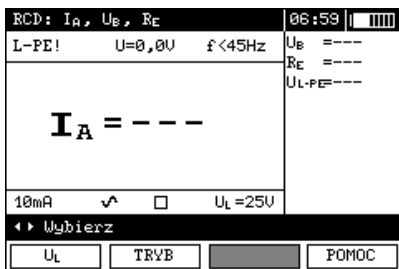 RCD: IA, UB, RE 06:59
L-PE! U=0,0V f<45Hz
UB =---
RE =---
UL-PE=---
IA = ---
10mA UL=25V
Wybierz
UL TRYB POMOC